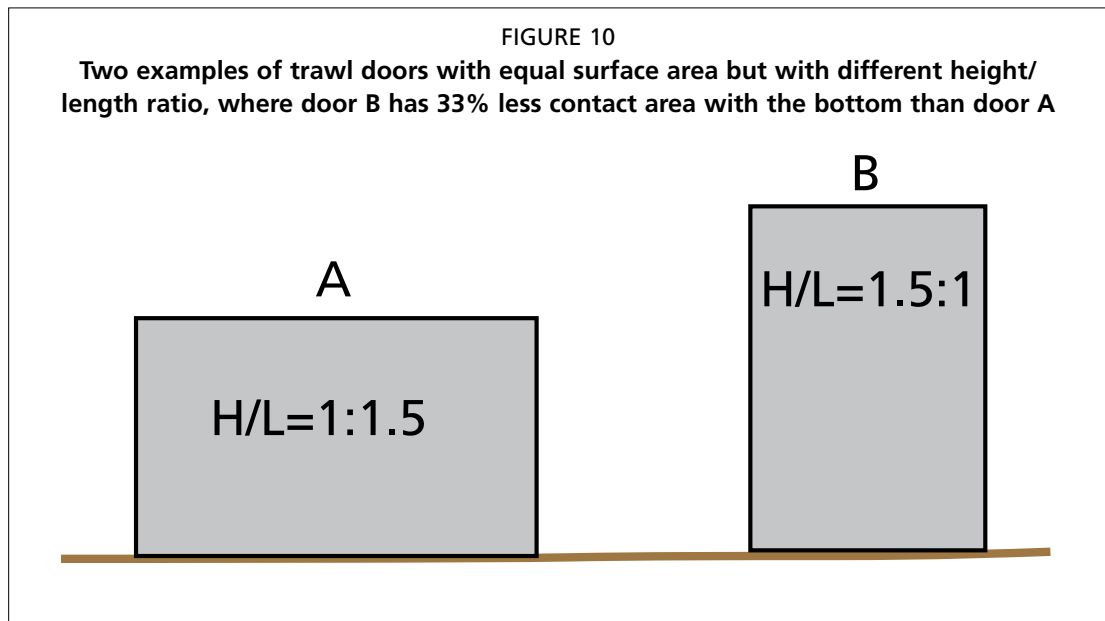 FIGURE 10
Two examples of trawl doors with equal surface area but with different height/
length ratio, where door B has 33% less contact area with the bottom than door A
B
A
H/L=1.5:1
H/L=1:1.5